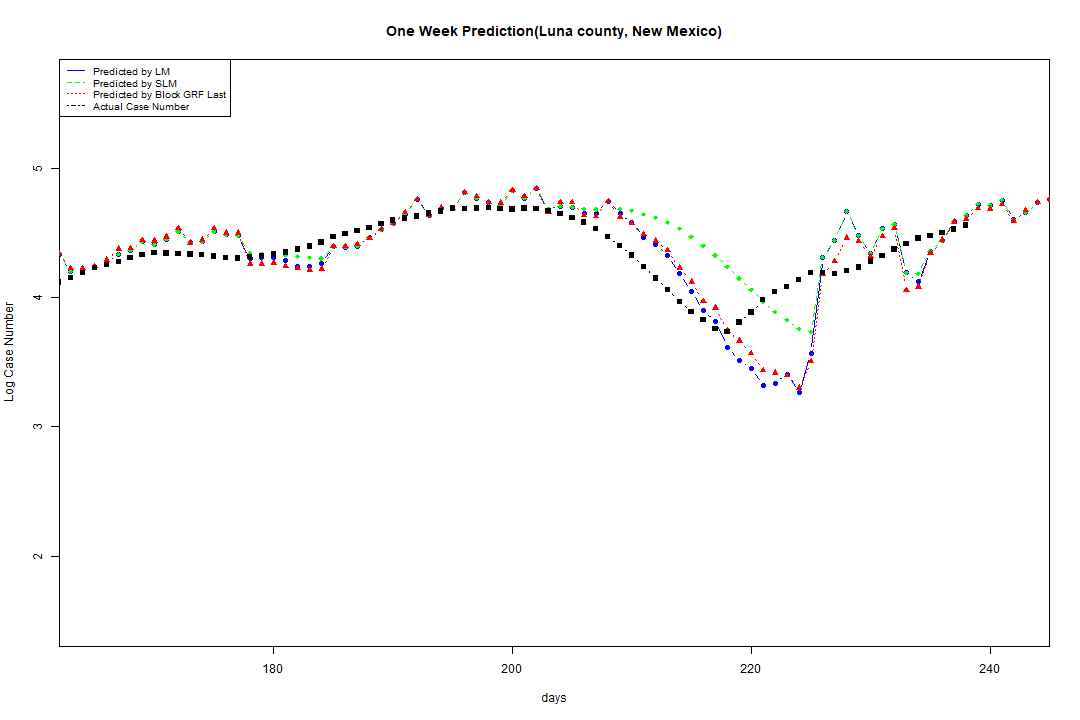 One Week Prediction(Luna county, New Mexico)
Predicted by LM
Predicted by SLM
Predicted by Block GRF Last
Actual Case Number
5
4
3
2
Log Case Number
180 200 220 240
days